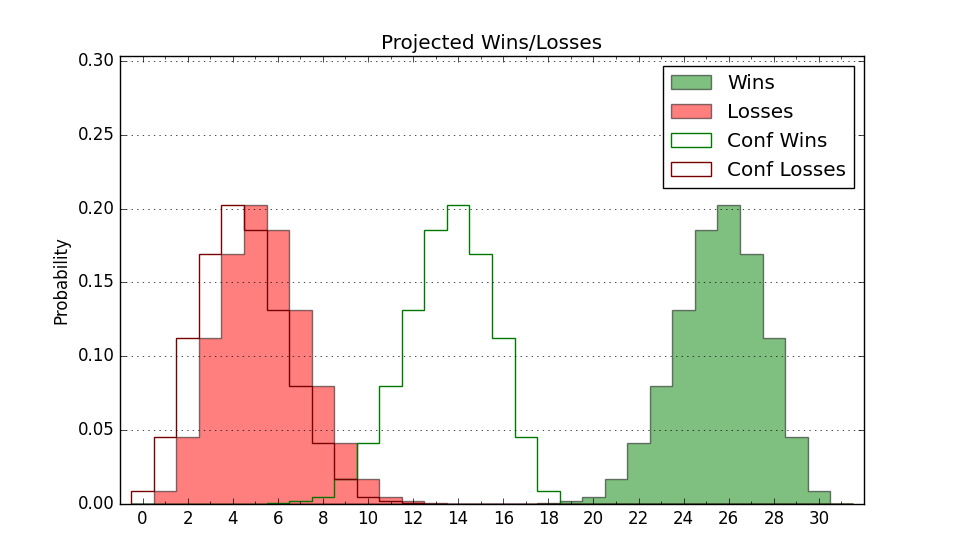 Projected Wins/Losses
0.30
0.25
0.20
0.15
0.10
0.05
0.00
Probability
Wins
Losses
Conf Wins
Conf Losses
0 2 4 6 8 10 12 14 16 18 20 22 24 26 28 30